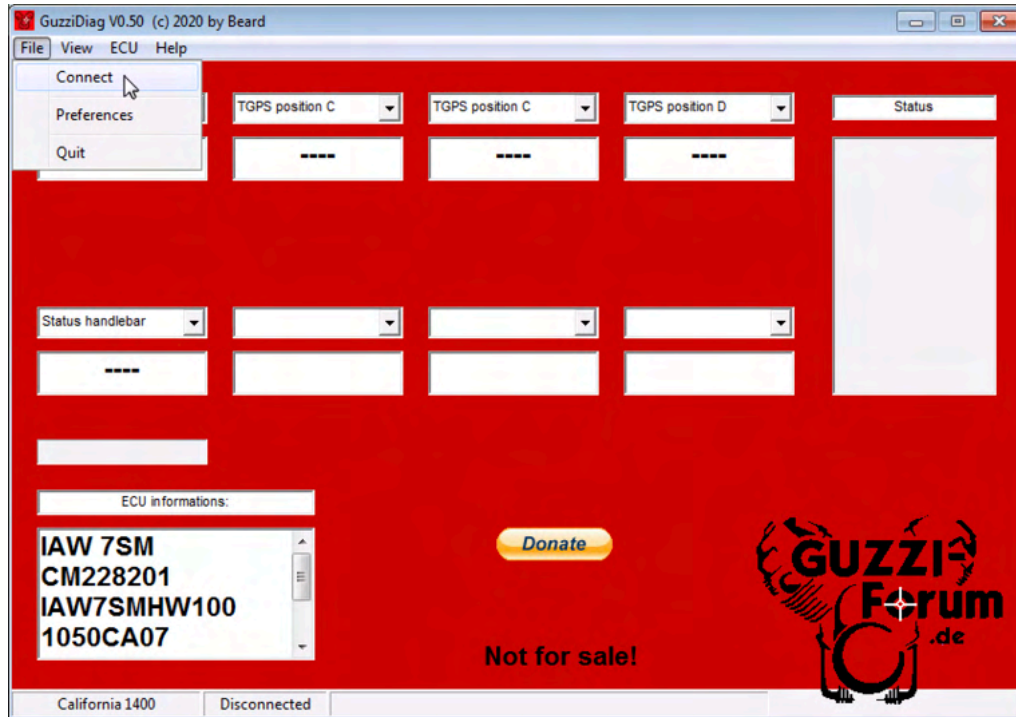 GuzziDiag V0.50 (c) 2020 by Beard
File View ECU Help
Connect
Preferences
Quit
TGPS position C
TGPS position C
TGPS position D
Status
----
----
----
Status handlebar
----
ECU informations:
IAW 7SM
CM228201
IAW7SMHW100
1050CA07
Donate
Not for sale!
GUZZI
Forum
.de
California 1400
Disconnected